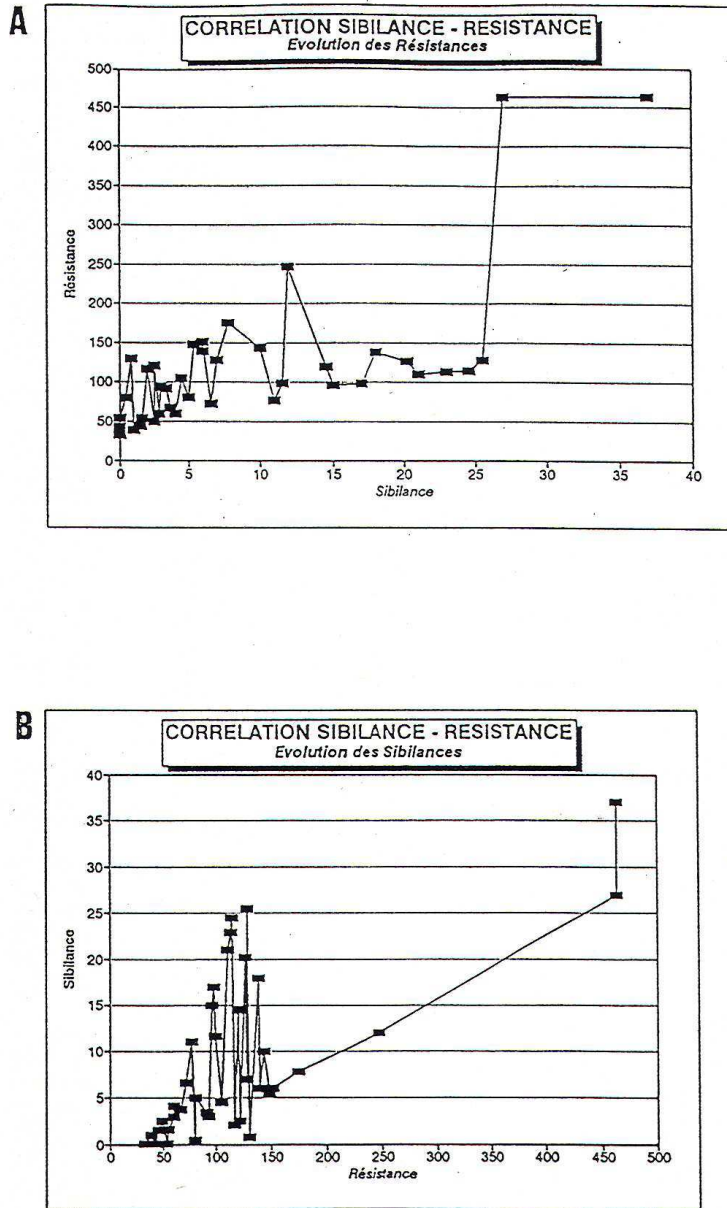 A
CORRELATION SIBILANCE - RESISTANCE
Evolution des Résistances
500
450
400
350
300
250
200
150
100
50
0
Résistance
0 5 10 15 20 25 30 35 40
Sibilance
B
CORRELATION SIBILANCE - RESISTANCE
Evolution des Sibilances
40
35
30
25
20
15
10
5
0
Sibilance
0 50 100 150 200 250 300 350 400 450 500
Résistance